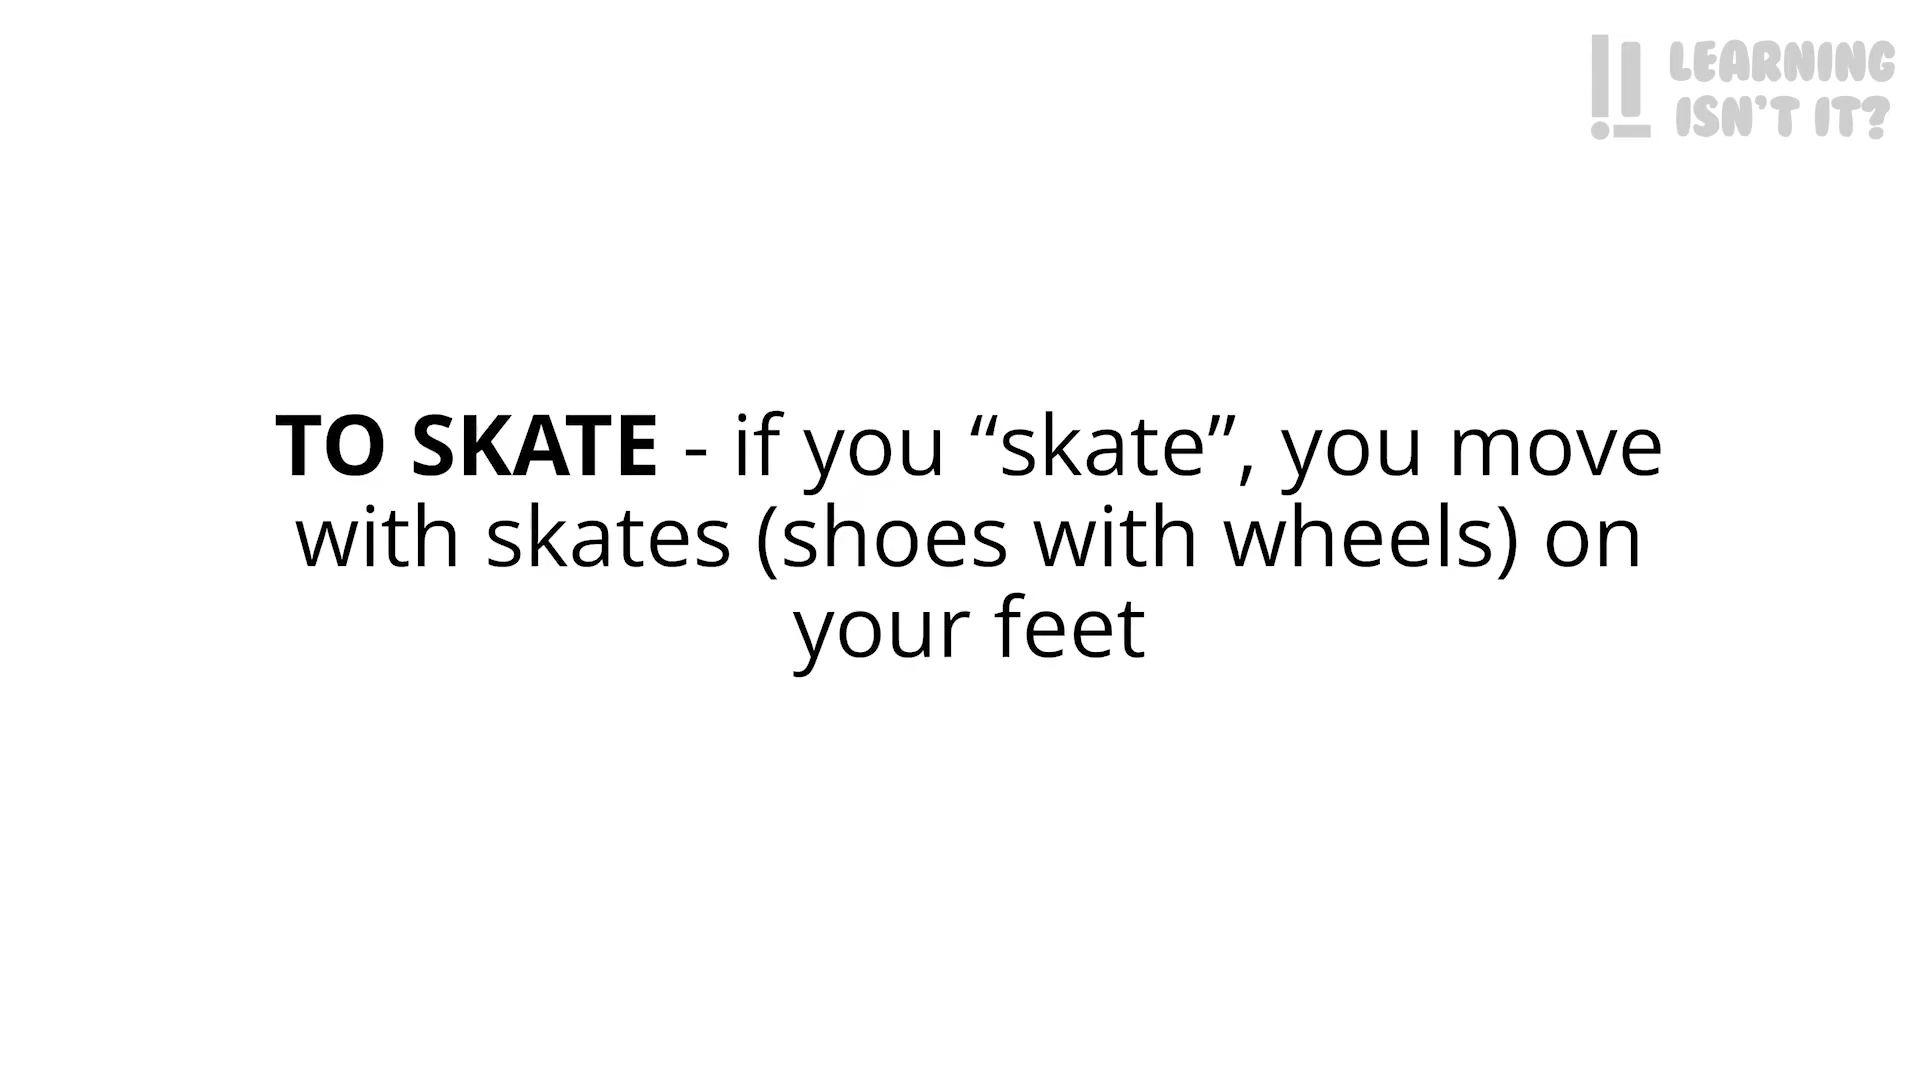 LEARNING
ISN'T IT?
TO SKATE - if you “skate”, you move
with skates (shoes with wheels) on
your feet